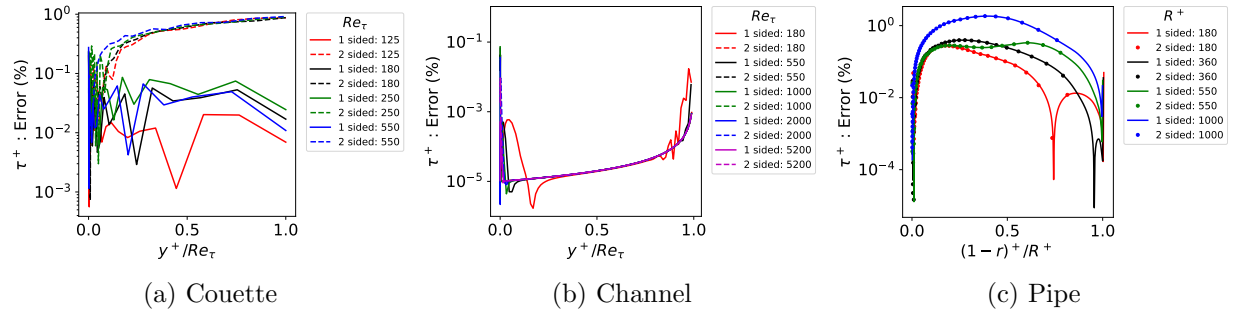 (a)
10^0
10^−1
10^−2
10^−3
τ^+ : Error (%)
0.0
0.5
1.0
y^+/Re_τ
Re_τ
1 sided: 125
2 sided: 125
1 sided: 180
2 sided: 180
1 sided: 250
2 sided: 250
1 sided: 550
2 sided: 550
(a) Couette
(b)
10^−1
10^−3
10^−5
τ^+ : Error (%)
0.0
0.5
1.0
y^+/Re_τ
Re_τ
1 sided: 180
2 sided: 180
1 sided: 550
2 sided: 550
1 sided: 1000
2 sided: 1000
1 sided: 2000
2 sided: 2000
1 sided: 5200
2 sided: 5200
(b) Channel
(c)
10^0
10^−2
10^−4
τ^+ : Error (%)
0.0
0.5
1.0
(1 − r)^+/R^+
R^+
1 sided: 180
2 sided: 180
1 sided: 360
2 sided: 360
1 sided: 550
2 sided: 550
1 sided: 1000
2 sided: 1000
(c) Pipe